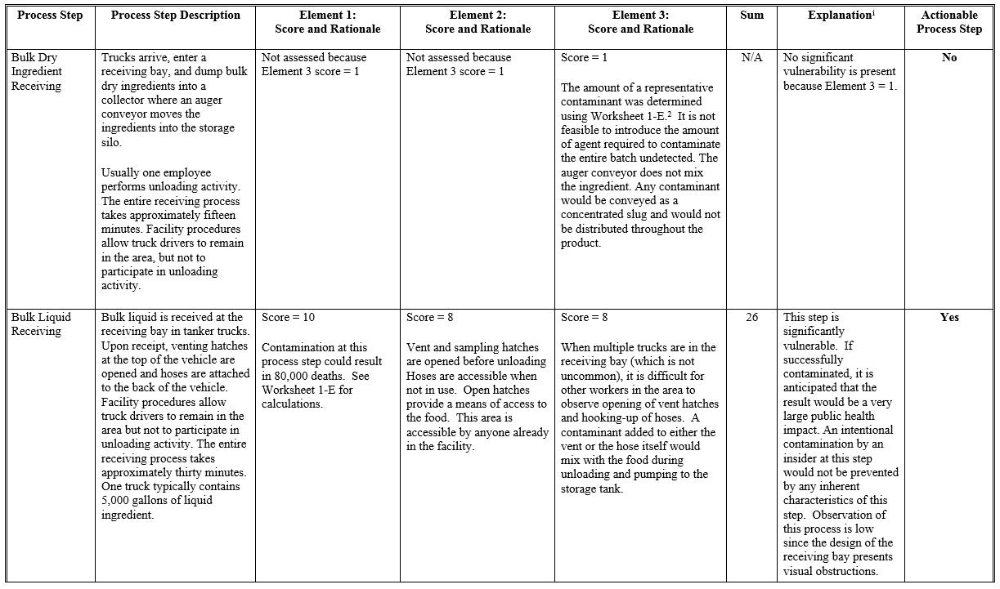 Process Step
Process Step Description
Element 1:
Score and Rationale
Element 2:
Score and Rationale
Element 3:
Score and Rationale
Sum
Explanationⁱ
Actionable
Process Step
Bulk Dry
Ingredient
Receiving
Trucks arrive, enter a
receiving bay, and dump bulk
dry ingredients into a
collector where an auger
conveyor moves the
ingredients into the storage
silo.
Usually one employee
performs unloading activity.
The entire receiving process
takes approximately fifteen
minutes. Facility procedures
allow truck drivers to remain
in the area, but not to
participate in unloading
activity.
Not assessed because
Element 3 score = 1
Not assessed because
Element 3 score = 1
Score = 1
The amount of a representative
contaminant was determined
using Worksheet 1-E.² It is not
feasible to introduce the amount
of agent required to contaminate
the entire batch undetected. The
auger conveyor does not mix
the ingredient. Any contaminant
would be conveyed as a
concentrated slug and would not
be distributed throughout the
product.
N/A
No significant
vulnerability is present
because Element 3 = 1.
No
Bulk Liquid
Receiving
Bulk liquid is received at the
receiving bay in tanker trucks.
Upon receipt, venting hatches
at the top of the vehicle are
opened and hoses are attached
to the back of the vehicle.
Facility procedures allow
truck drivers to remain in the
area but not to participate in
unloading activity. The entire
receiving process takes
approximately thirty minutes.
One truck typically contains
5,000 gallons of liquid
ingredient.
Score = 10
Contamination at this
process step could result
in 80,000 deaths. See
Worksheet 1-E for
calculations.
Score = 8
Vent and sampling hatches
are opened before unloading
Hoses are accessible when
not in use. Open hatches
provide a means of access to
the food. This area is
accessible by anyone already
in the facility.
Score = 8
When multiple trucks are in the
receiving bay (which is not
uncommon), it is difficult for
other workers in the area to
observe opening of vent hatches
and hooking-up of hoses. A
contaminant added to either the
vent or the hose itself would
mix with the food during
unloading and pumping to the
storage tank.
26
This step is
significantly
vulnerable. If
successfully
contaminated, it is
anticipated that the
result would be a very
large public health
impact. An intentional
contamination by an
insider at this step
would not be prevented
by any inherent
characteristics of this
step. Observation of
this process is low
since the design of the
receiving bay presents
visual obstructions.
Yes